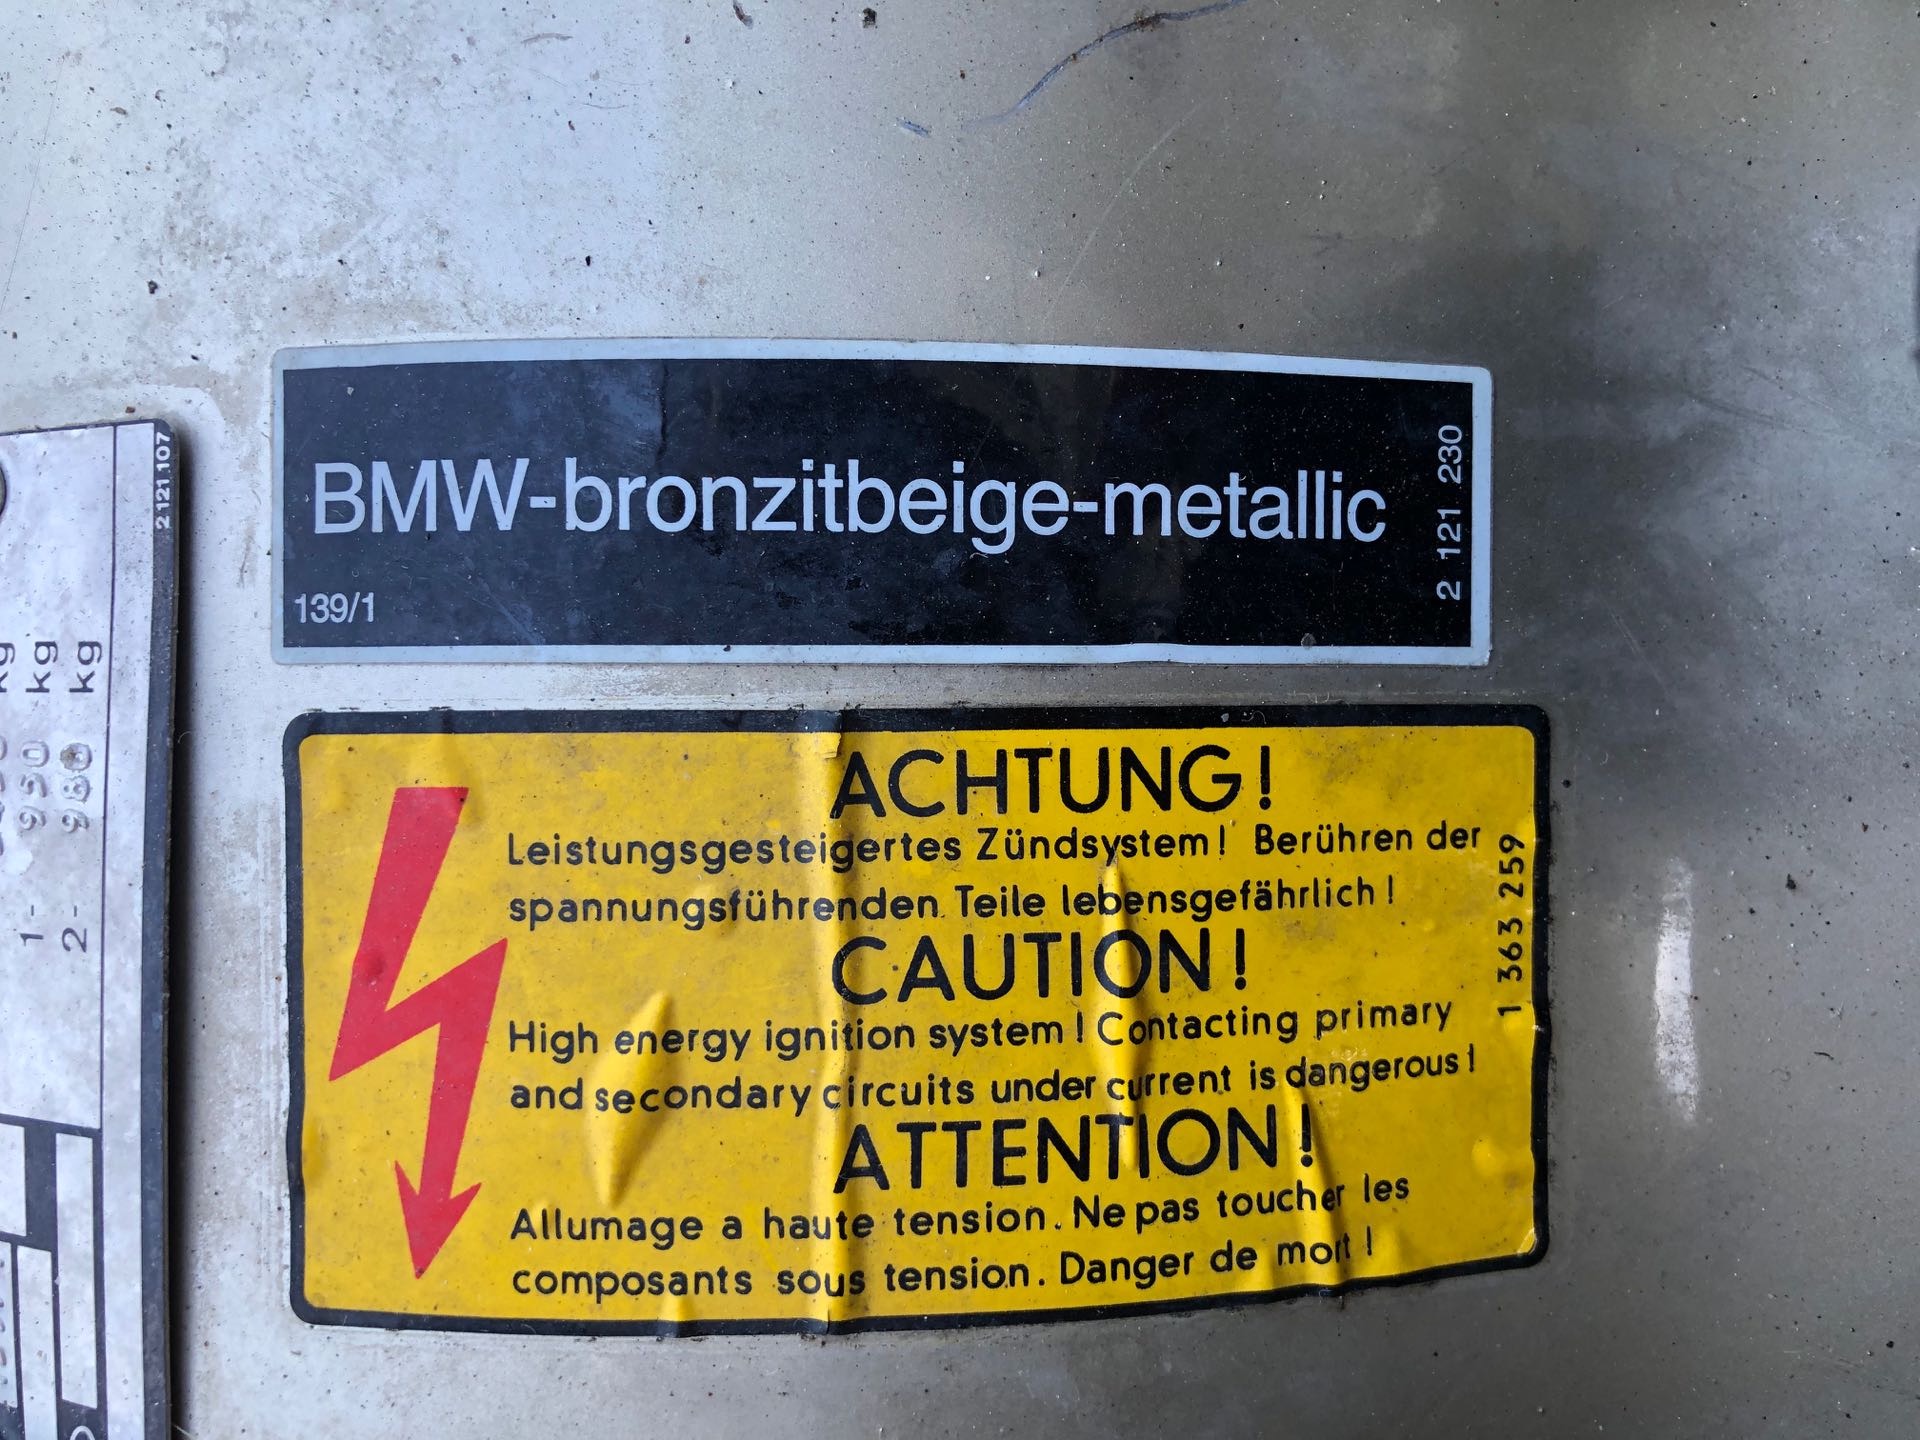 BMW-bronzitbeige-metallic
139/1
2 121 230
2 121 107
kg
kg
kg
1- 950
2- 980
ACHTUNG!
Leistungsgesteigertes Zündsystem! Berühren der
spannungsführenden Teile lebensgefährlich!
CAUTION!
High energy ignition system! Contacting primary
and secondary circuits under current is dangerous!
ATTENTION!
Allumage a haute tension. Ne pas toucher les
composants sous tension. Danger de mort!
1 363 259